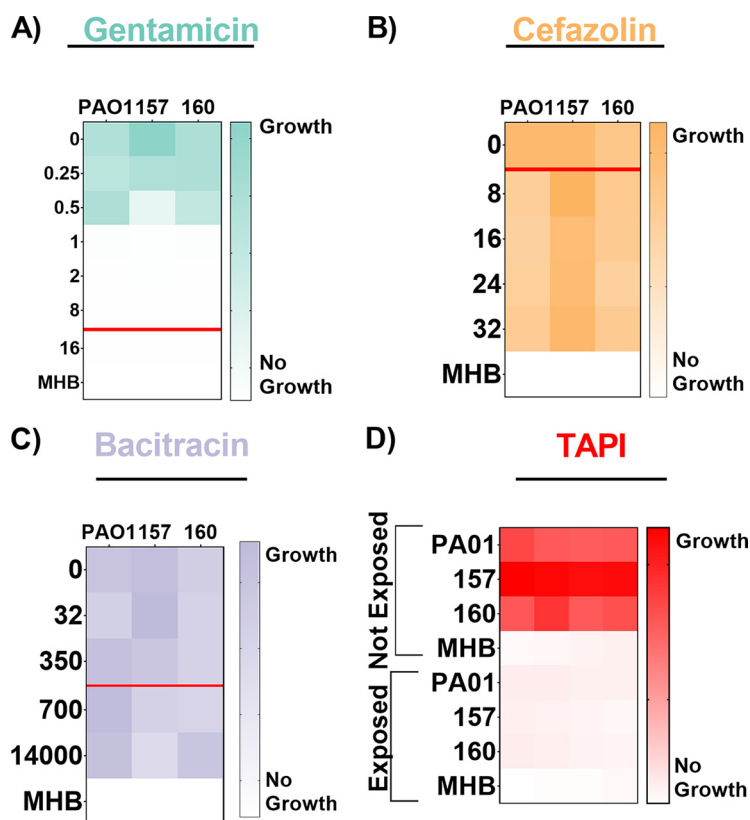 A) Gentamicin
PAO1 157 160
0
0.25
0.5
1
2
8
16
MHB
Growth
No
Growth
B) Cefazolin
PAO1 157 160
0
8
16
24
32
MHB
Growth
No
Growth
C) Bacitracin
PAO1 157 160
0
32
350
700
14000
MHB
Growth
No
Growth
D) TAPI
Not Exposed
PA01
157
160
MHB
Exposed
PA01
157
160
MHB
Growth
No
Growth